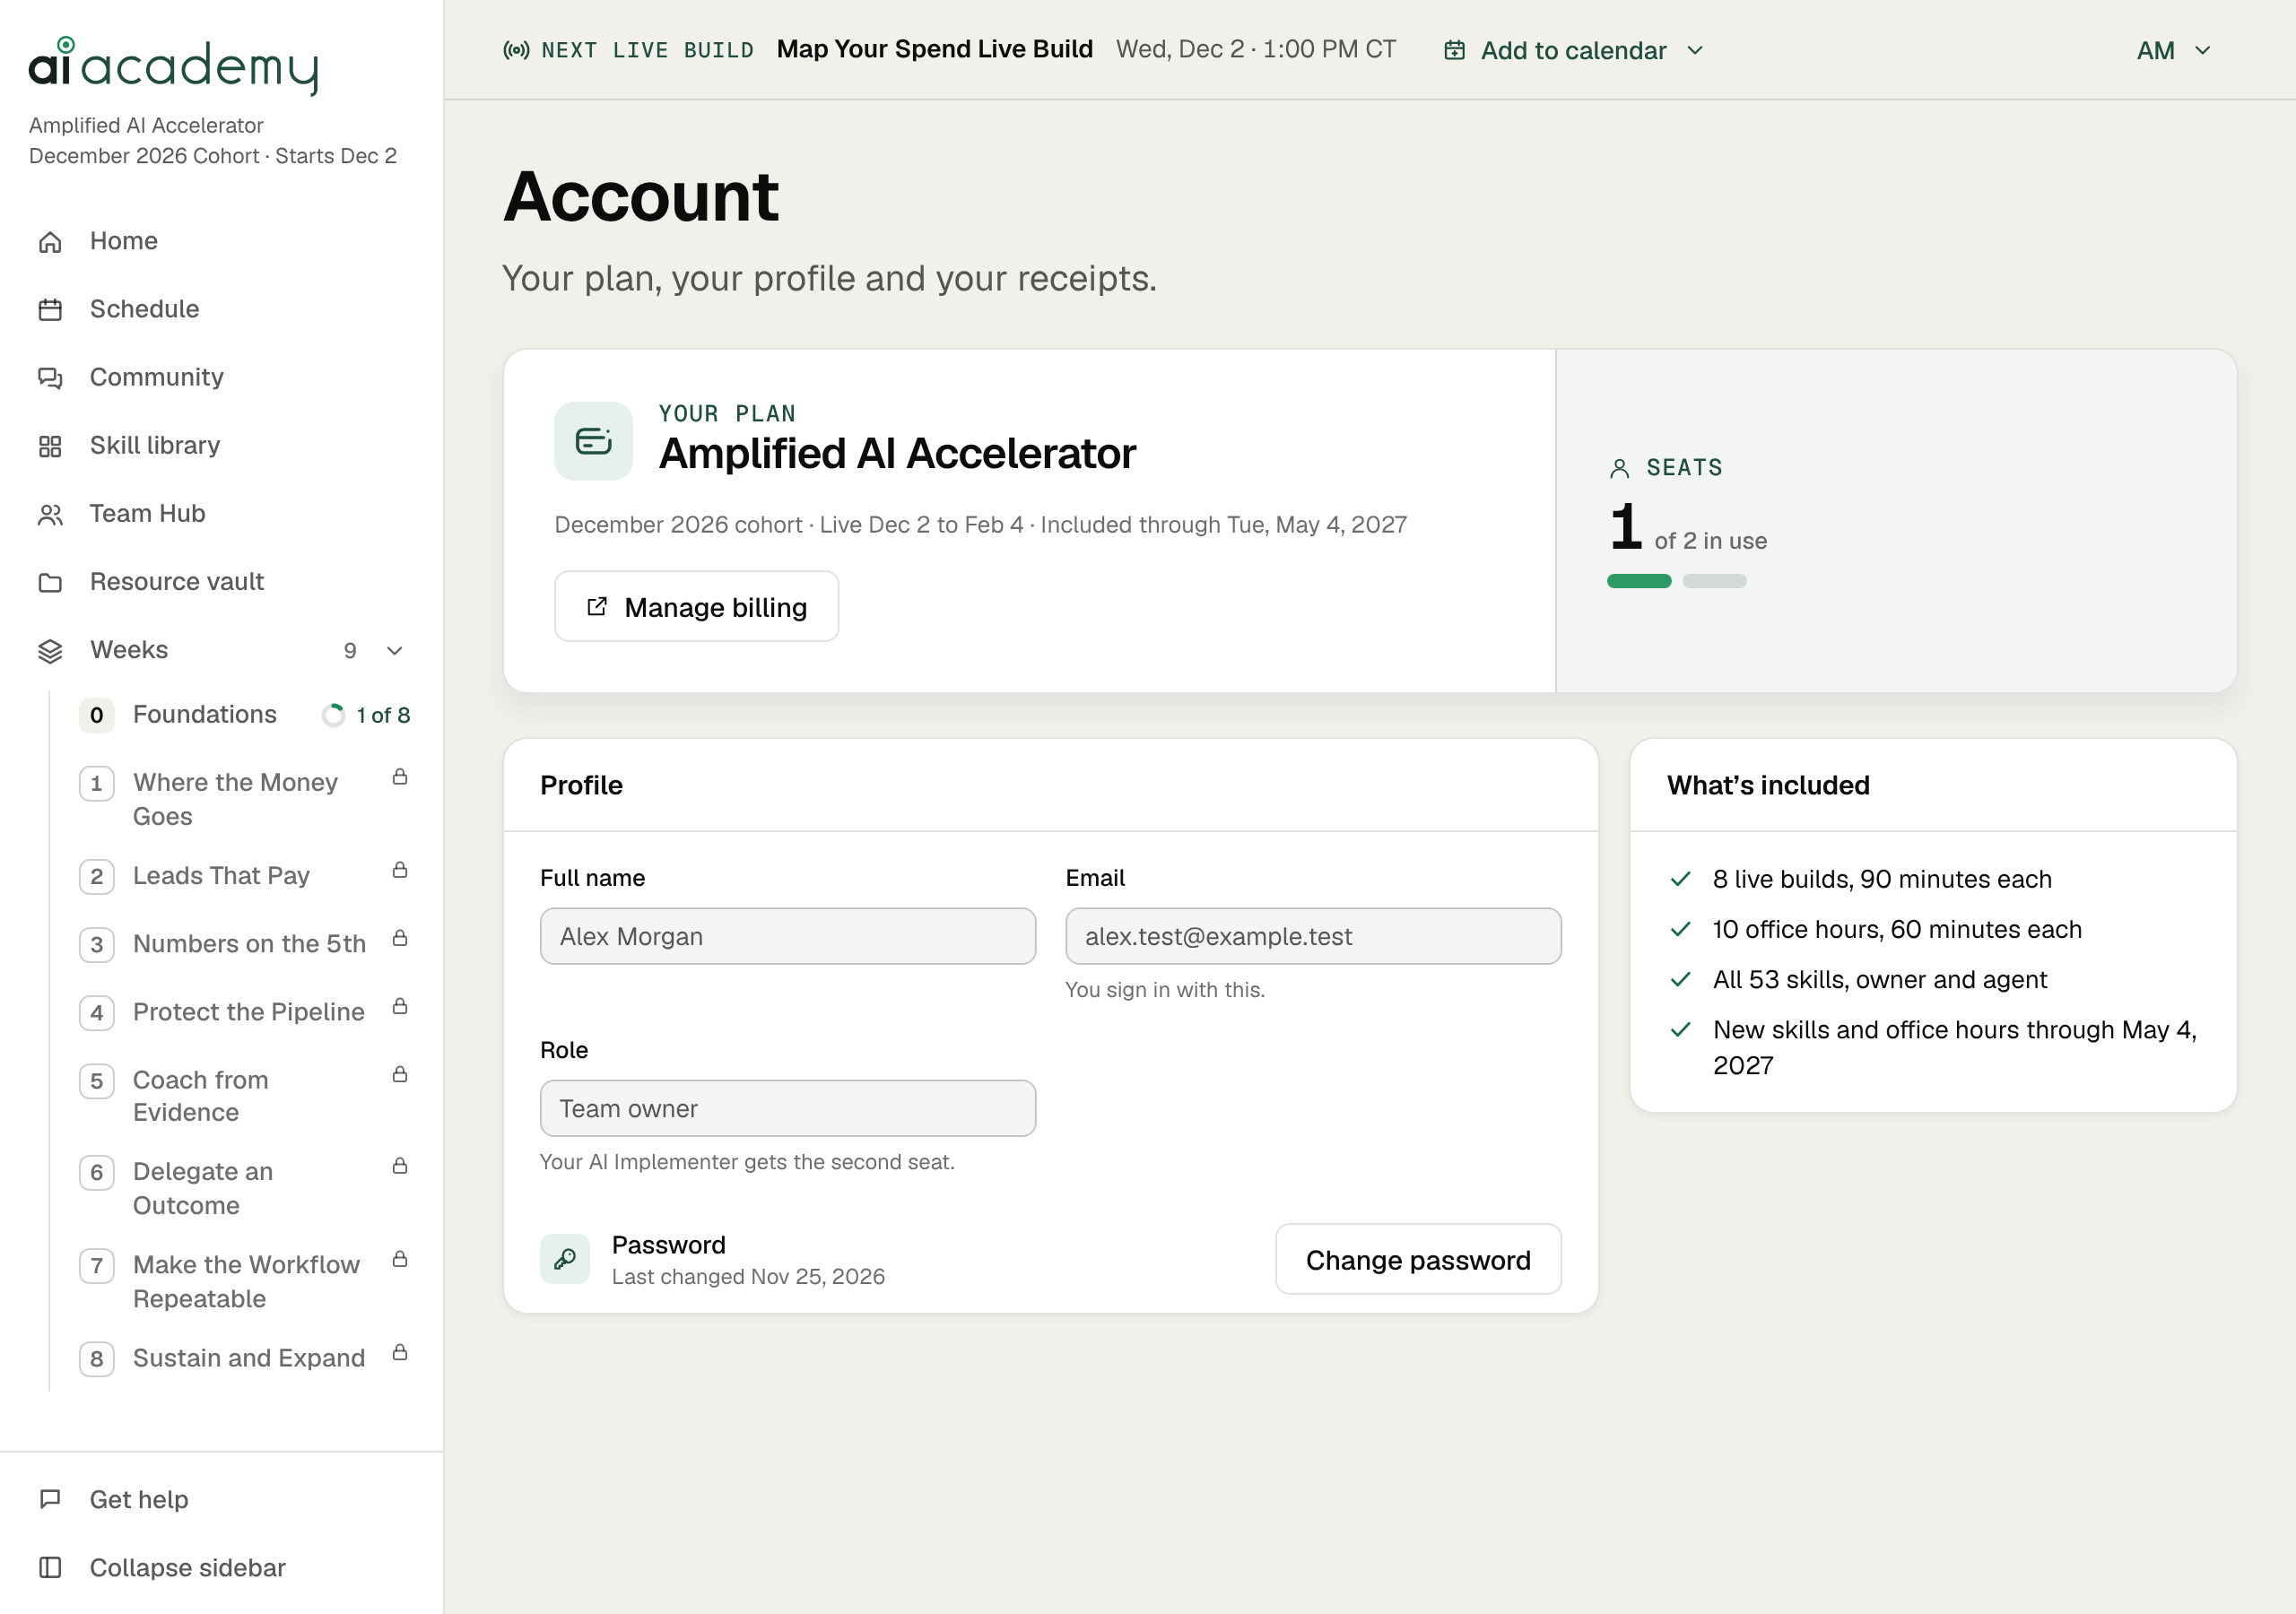 ai academy
Amplified AI Accelerator
December 2026 Cohort · Starts Dec 2
Home
Schedule
Community
Skill library
Team Hub
Resource vault
Weeks 9
0 Foundations 1 of 8
1 Where the Money
Goes
2 Leads That Pay
3 Numbers on the 5th
4 Protect the Pipeline
5 Coach from
Evidence
6 Delegate an
Outcome
7 Make the Workflow
Repeatable
8 Sustain and Expand
Get help
Collapse sidebar
NEXT LIVE BUILD Map Your Spend Live Build Wed, Dec 2 · 1:00 PM CT Add to calendar AM
Account
Your plan, your profile and your receipts.
YOUR PLAN
Amplified AI Accelerator
December 2026 cohort · Live Dec 2 to Feb 4 · Included through Tue, May 4, 2027
Manage billing
SEATS
1 of 2 in use
Profile
Full name
Alex Morgan
Email
alex.test@example.test
You sign in with this.
Role
Team owner
Your AI Implementer gets the second seat.
Password
Last changed Nov 25, 2026
Change password
What’s included
8 live builds, 90 minutes each
10 office hours, 60 minutes each
All 53 skills, owner and agent
New skills and office hours through May 4,
2027